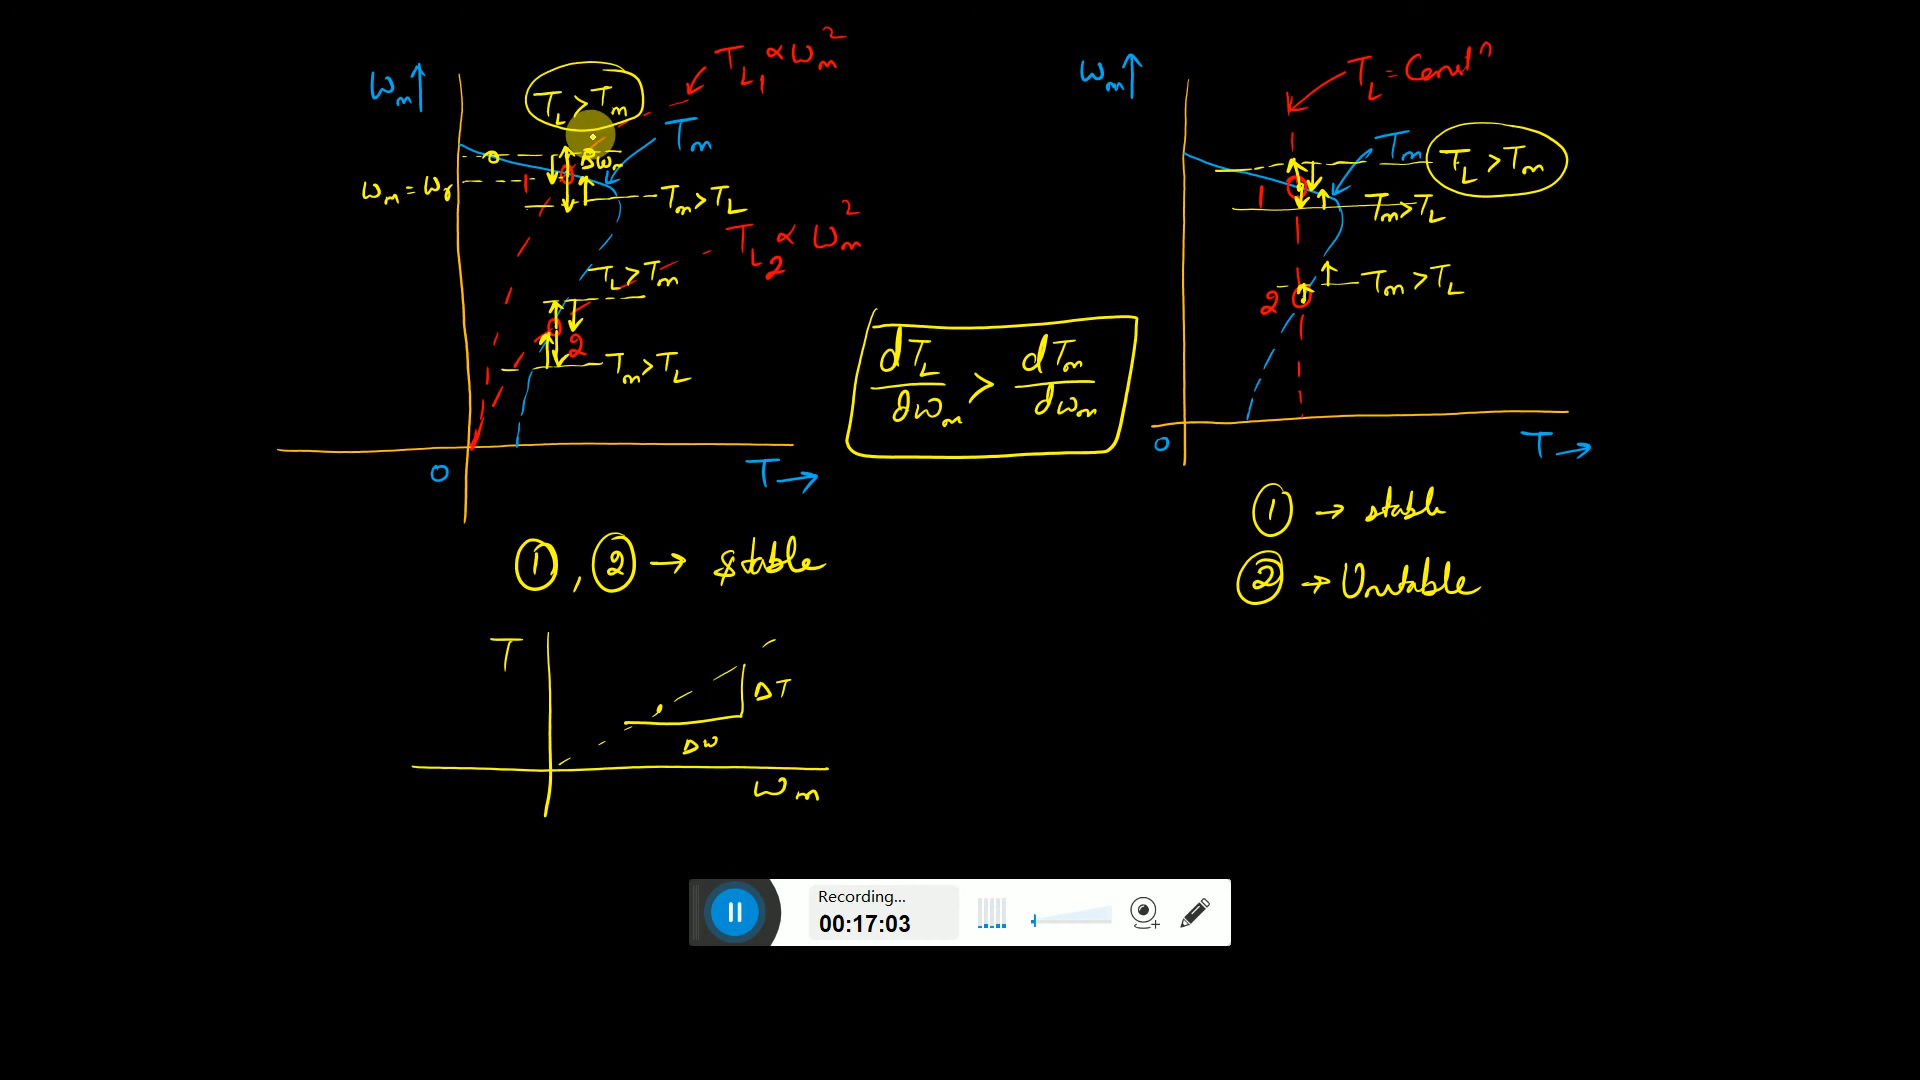 ωm↑
TL > Tm
TL1 ∝ ωm²
Tm
Bωm
1
ωm = ωr
Tm > TL
TL2 ∝ ωm²
TL > Tm
2
Tm > TL
0
T →
dTL/dωm > dTm/dωm
ωm↑
TL = Const
Tm
TL > Tm
1
Tm > TL
2
Tm > TL
0
T →
① , ② → Stable
① → stable
② → Unstable
T
ΔT
Δω
ωm
Recording...
00:17:03